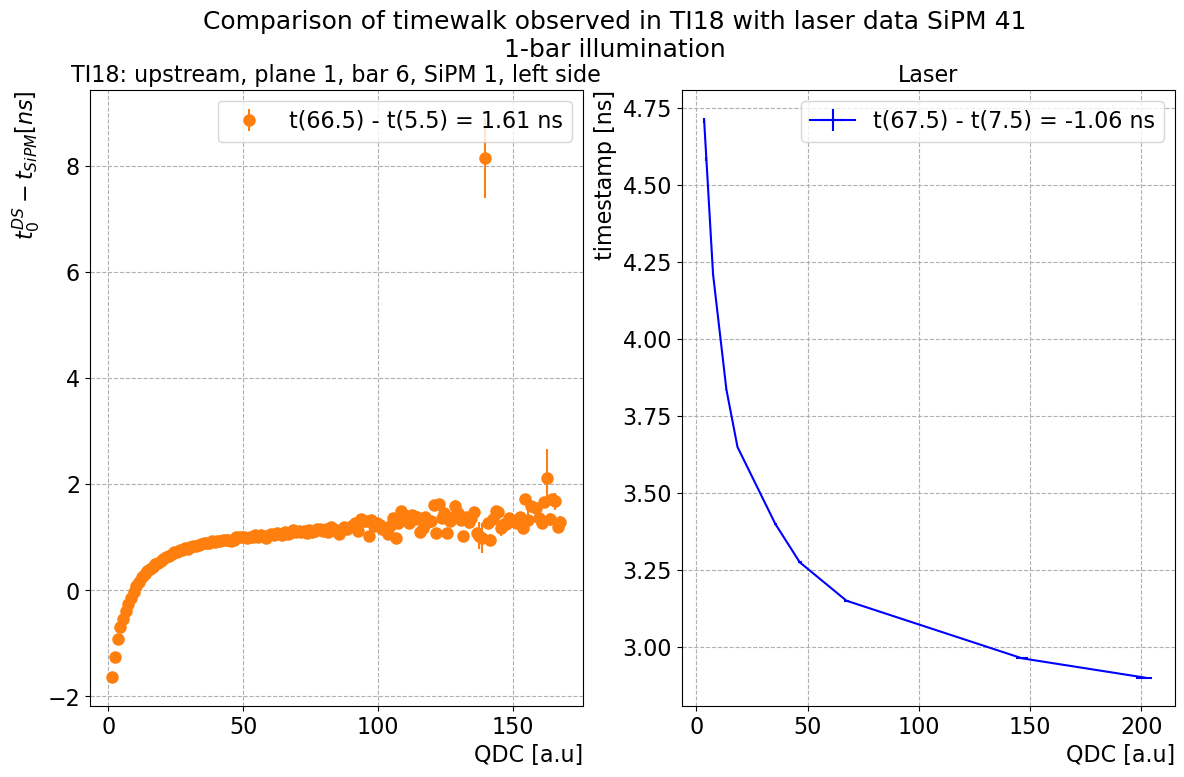 Comparison of timewalk observed in TI18 with laser data SiPM 41
1-bar illumination
TI18: upstream, plane 1, bar 6, SiPM 1, left side
t(66.5) - t(5.5) = 1.61 ns
t_0^{DS} − t_{SiPM}[ns]
8
6
4
2
0
−2
0 50 100 150
QDC [a.u]
Laser
t(67.5) - t(7.5) = -1.06 ns
timestamp [ns]
4.75
4.50
4.25
4.00
3.75
3.50
3.25
3.00
0 50 100 150 200
QDC [a.u]